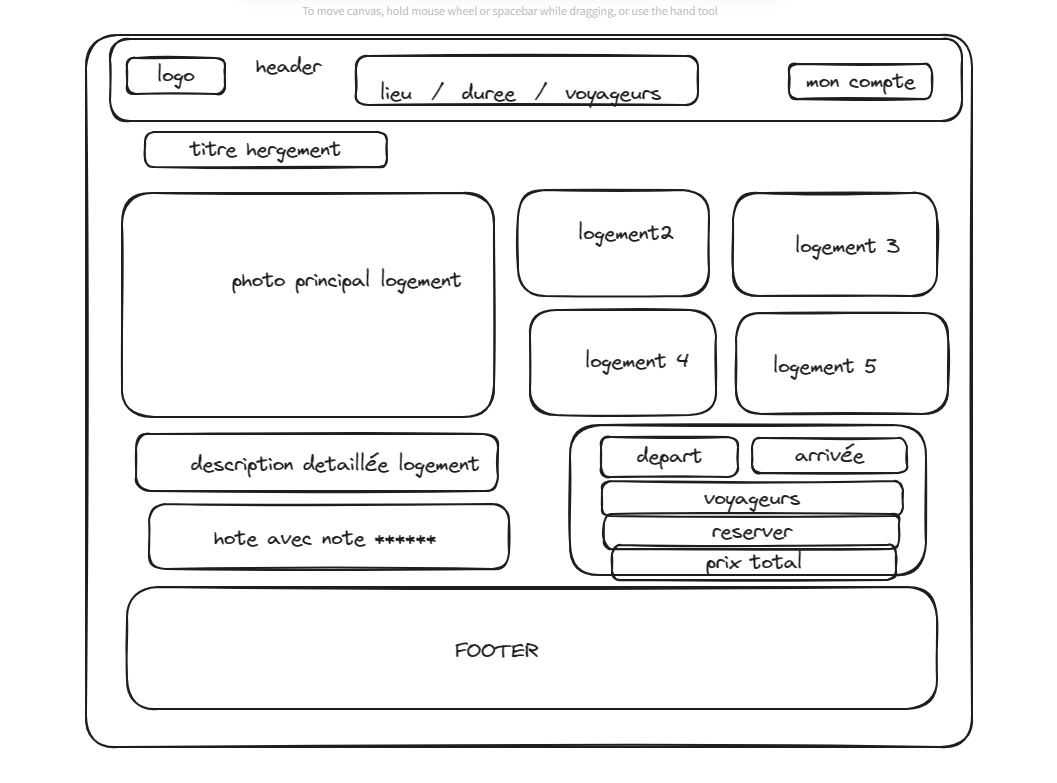 To move canvas, hold mouse wheel or spacebar while dragging, or use the hand tool
logo
header
lieu / duree / voyageurs
mon compte
titre hergement
photo principal logement
logement2
logement 3
logement 4
logement 5
description detaillée logement
hote avec note ******
depart
arrivée
voyageurs
reserver
prix total
FOOTER